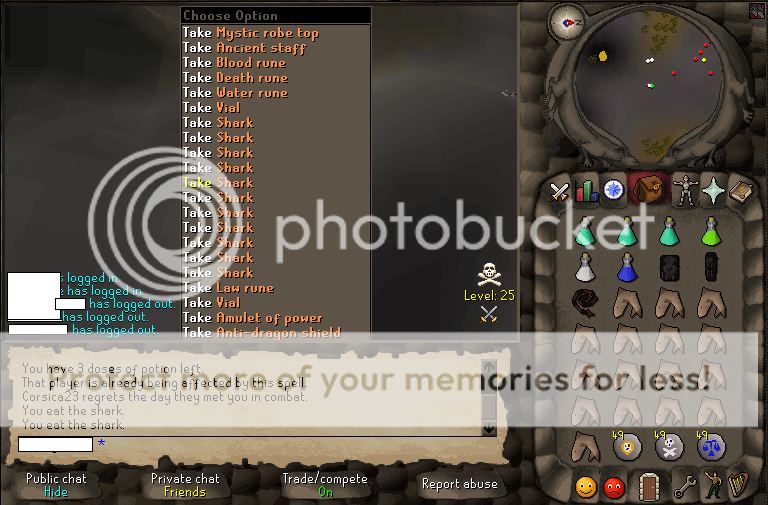 Choose Option
Take Mystic robe top
Take Ancient staff
Take Blood rune
Take Death rune
Take Water rune
Take Vial
Take Shark
Take Shark
Take Shark
Take Shark
Take Shark
Take Shark
Take Shark
Take Shark
Take Shark
Take Shark
Take Shark
Take Law rune
Take Vial
Take Amulet of power
Take Anti-dragon shield
photobucket
logged in.
has logged in.
has logged out.
has logged out.
has logged out.
Level: 25
Protect more of your memories for less!
You have 3 doses of potion left.
That player is already being affected by this spell.
Corsica23 regrets the day they met you in combat.
You eat the shark.
You eat the shark.
*
49 49 49
Public chat
Hide
Private chat
Friends
Trade/compete
On
Report abuse